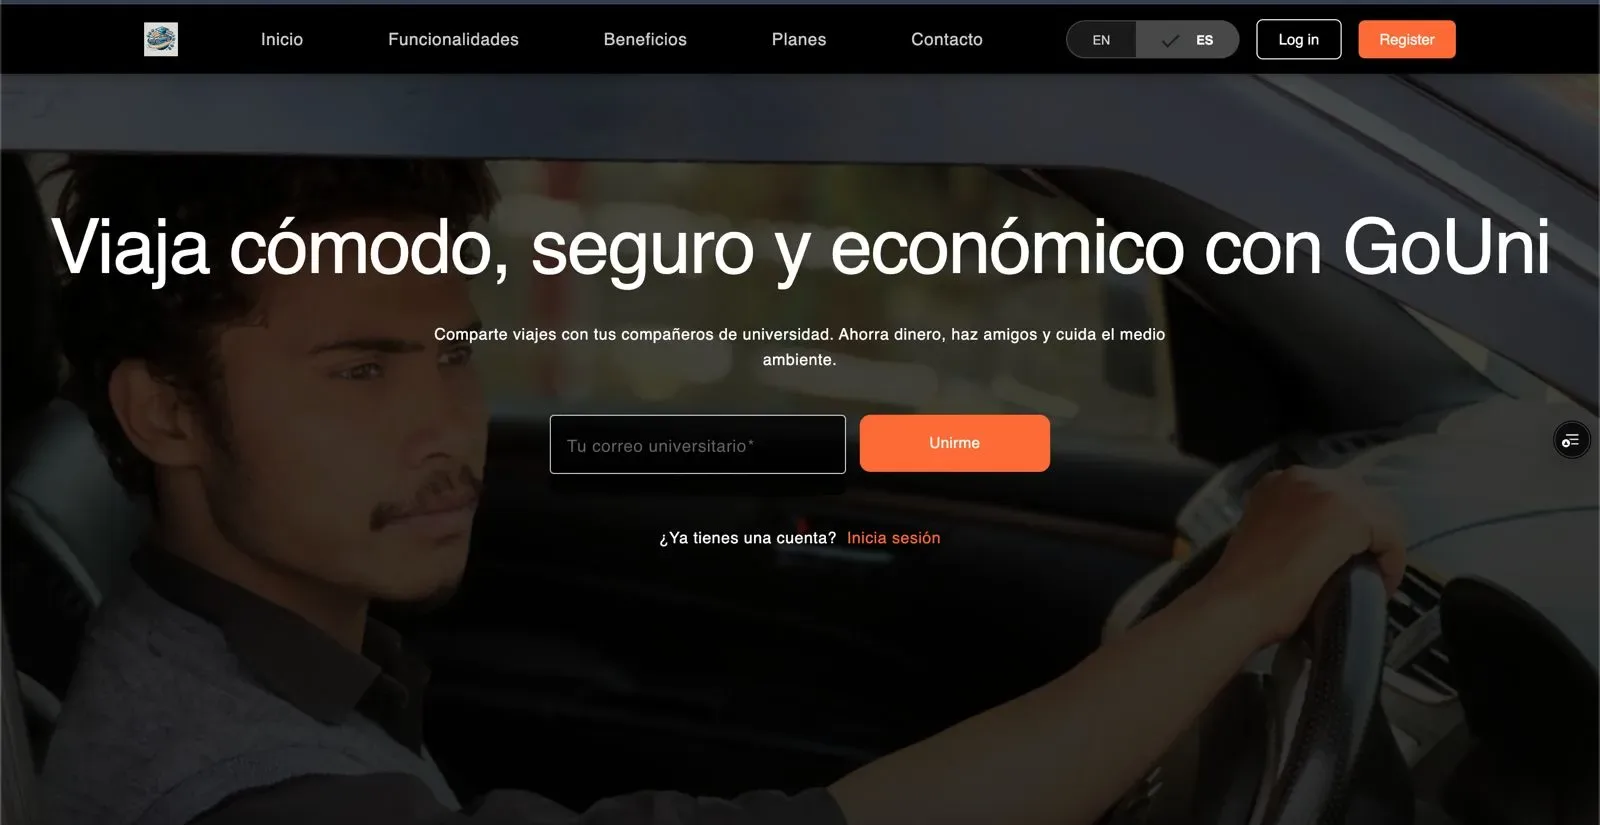 Inicio
Funcionalidades
Beneficios
Planes
Contacto
EN
ES
Log in
Register
Viaja cómodo, seguro y económico con GoUni
Comparte viajes con tus compañeros de universidad. Ahorra dinero, haz amigos y cuida el medio
ambiente.
Tu correo universitario*
Unirme
¿Ya tienes una cuenta? Inicia sesión